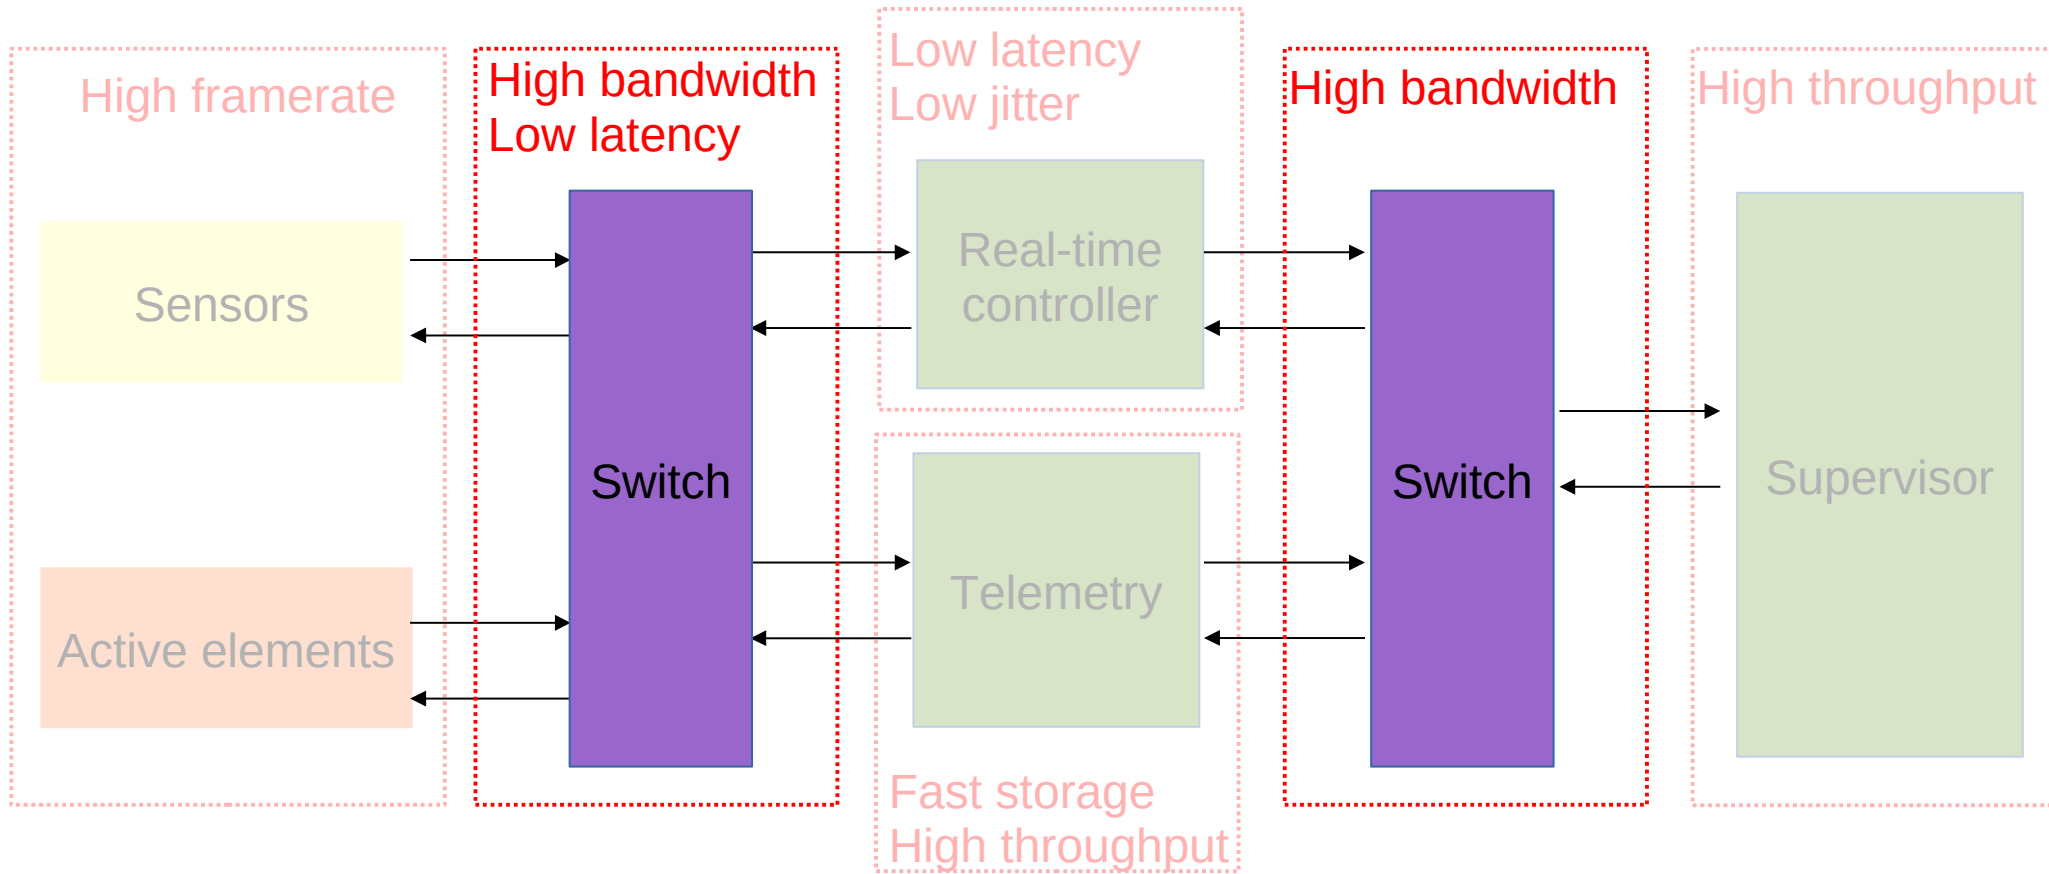 High framerate
Sensors
Active elements
High bandwidth
Low latency
Switch
Low latency
Low jitter
Real-time
controller
Telemetry
Fast storage
High throughput
High bandwidth
Switch
High throughput
Supervisor